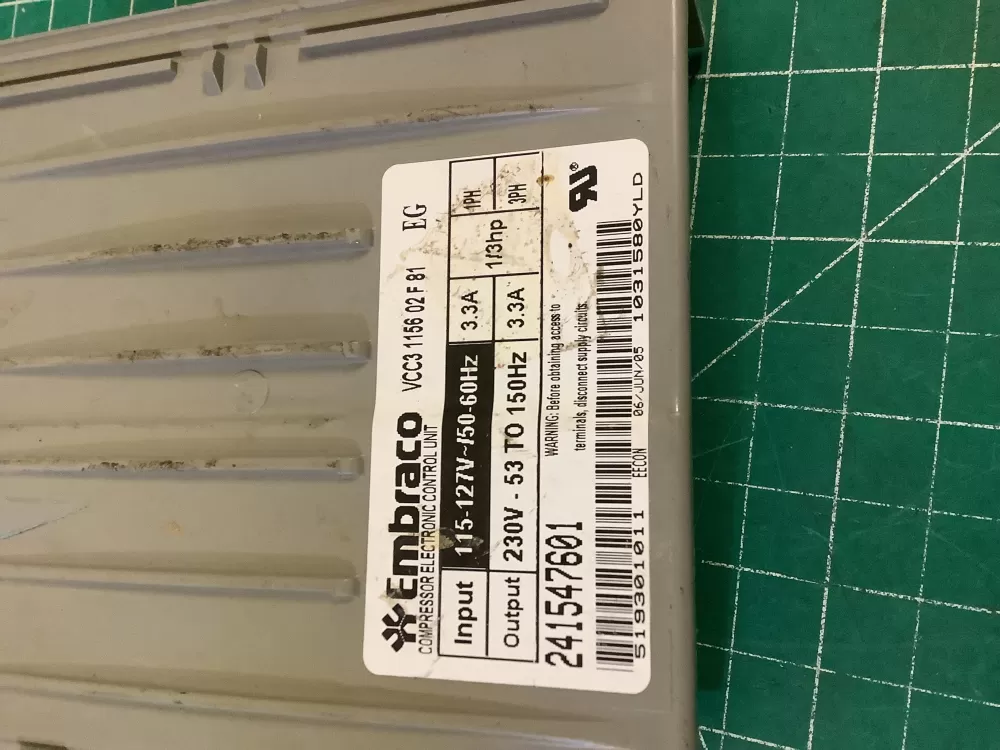 Embraco VCC3 1156 02 F 81 EG
COMPRESSOR ELECTRONIC CONTROL UNIT
Input 115-127V~/50-60Hz 3.3A 1/3hp 1PH
Output 230V - 53 TO 150Hz 3.3A 3PH
241547601
WARNING: Before obtaining access to
terminals, disconnect supply circuits.
RU®
519301011 EECON 06/JUN/05 1031580YLD